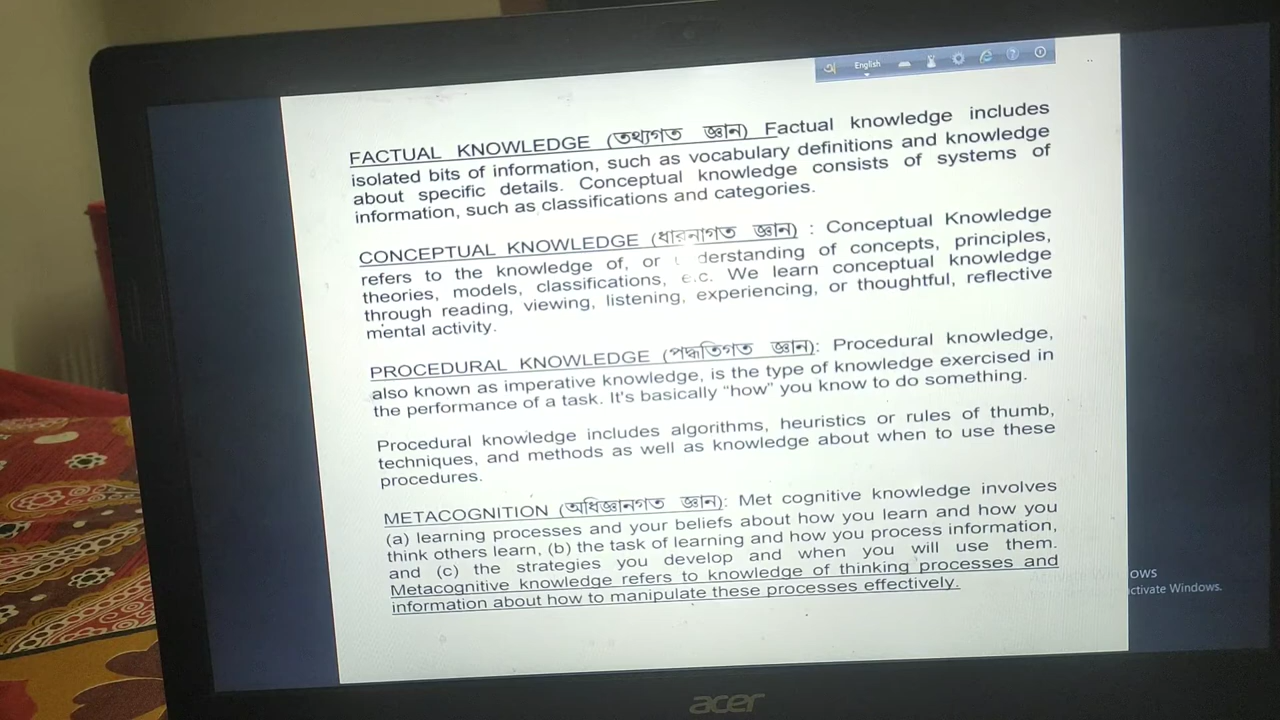 English
FACTUAL KNOWLEDGE (তথ্যগত জ্ঞান) Factual knowledge includes
isolated bits of information, such as vocabulary definitions and knowledge
about specific details. Conceptual knowledge consists of systems of
information, such as classifications and categories.
CONCEPTUAL KNOWLEDGE (ধারনাগত জ্ঞান) : Conceptual Knowledge
refers to the knowledge of, or derstanding of concepts, principles,
theories, models, classifications, e.c. We learn conceptual knowledge
through reading, viewing, listening, experiencing, or thoughtful, reflective
mental activity.
PROCEDURAL KNOWLEDGE (পদ্ধতিগত জ্ঞান): Procedural knowledge,
also known as imperative knowledge, is the type of knowledge exercised in
the performance of a task. It's basically “how” you know to do something.
Procedural knowledge includes algorithms, heuristics or rules of thumb,
techniques, and methods as well as knowledge about when to use these
procedures.
METACOGNITION (অধিজ্ঞানগত জ্ঞান): Met cognitive knowledge involves
(a) learning processes and your beliefs about how you learn and how you
think others learn, (b) the task of learning and how you process information,
and (c) the strategies you develop and when you will use them.
Metacognitive knowledge refers to knowledge of thinking processes and
information about how to manipulate these processes effectively.
ows
ctivate Windows.
acer